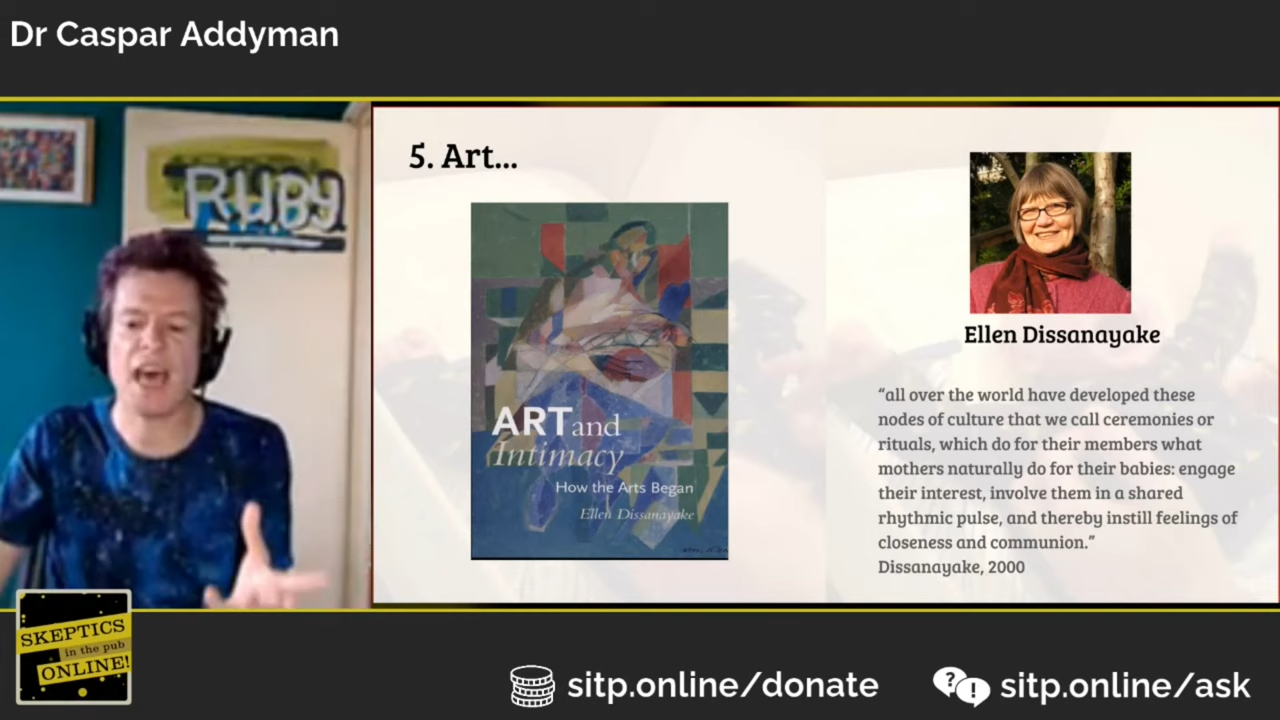 Dr Caspar Addyman
RUBY
5. Art...
ART and
Intimacy
How the Arts Began
Ellen Dissanayake
Ellen Dissanayake
“all over the world have developed these
nodes of culture that we call ceremonies or
rituals, which do for their members what
mothers naturally do for their babies: engage
their interest, involve them in a shared
rhythmic pulse, and thereby instill feelings of
closeness and communion.”
Dissanayake, 2000
SKEPTICS
in the pub
ONLINE!
sitp.online/donate
sitp.online/ask